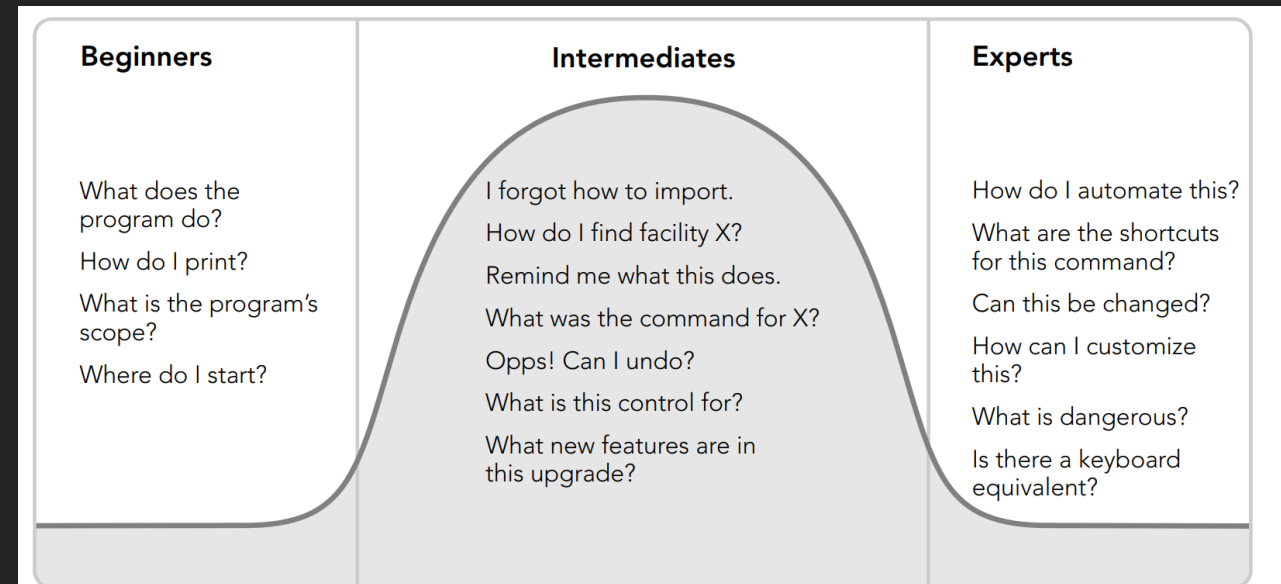 Beginners
What does the
program do?
How do I print?
What is the program’s
scope?
Where do I start?
Intermediates
I forgot how to import.
How do I find facility X?
Remind me what this does.
What was the command for X?
Opps! Can I undo?
What is this control for?
What new features are in
this upgrade?
Experts
How do I automate this?
What are the shortcuts
for this command?
Can this be changed?
How can I customize
this?
What is dangerous?
Is there a keyboard
equivalent?